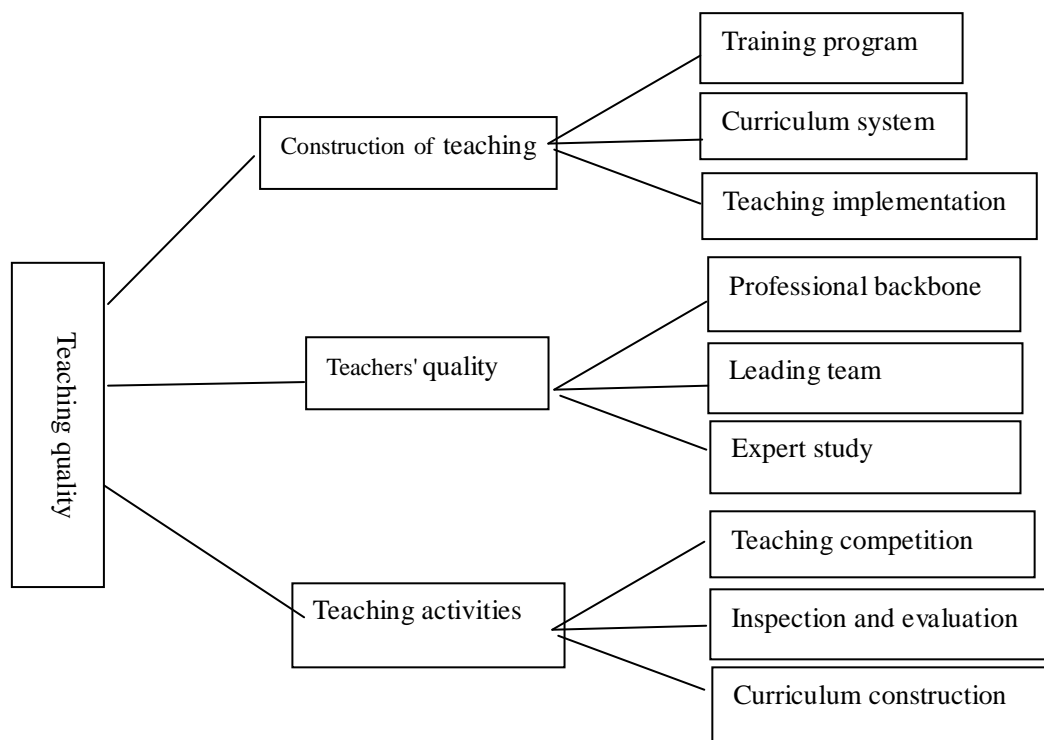 Teaching quality
Construction of teaching
Training program
Curriculum system
Teaching implementation
Teachers' quality
Professional backbone
Leading team
Expert study
Teaching activities
Teaching competition
Inspection and evaluation
Curriculum construction